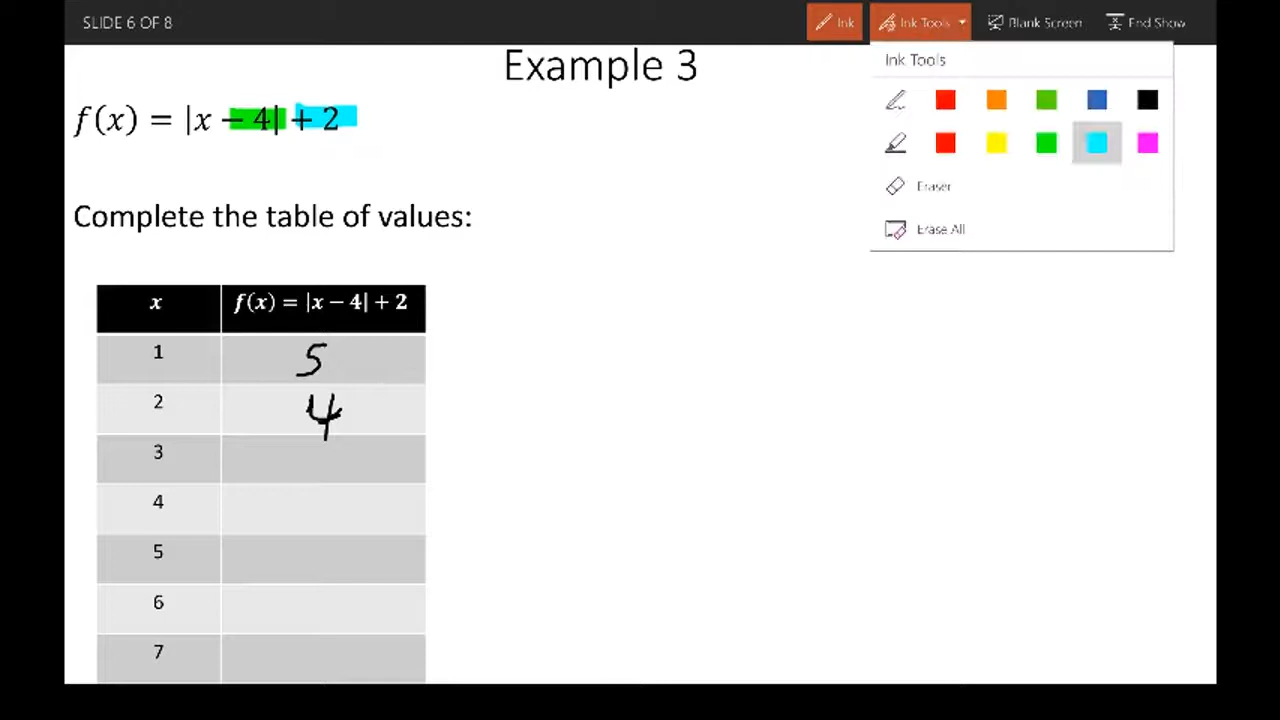 SLIDE 6 OF 8
Ink
Ink Tools
Blank Screen
End Show
Example 3
Ink Tools
f(x) = |x − 4| + 2
Eraser
Complete the table of values:
Erase All
x f(x) = |x − 4| + 2
1 5
2 4
3
4
5
6
7